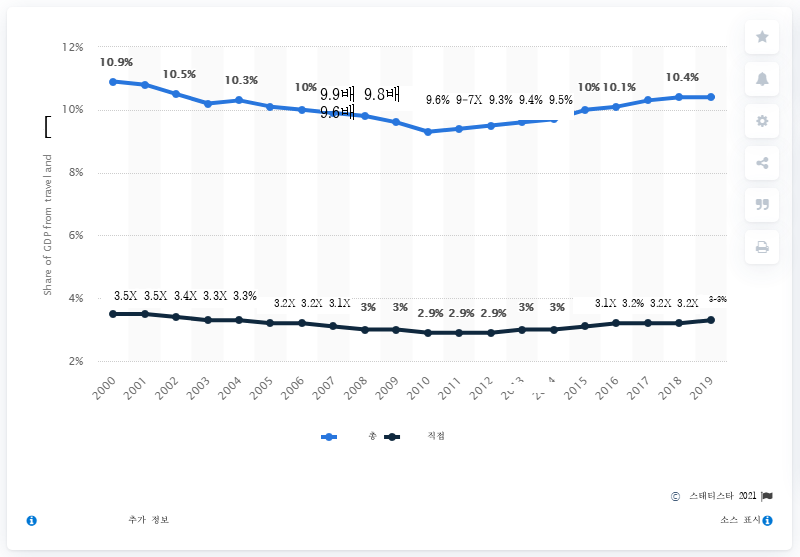 12%
10.9%
10.5%
10.3%
10%
9.9배 9.8배
9.6배
9.6% 9-7X 9.3% 9.4% 9.5%
10% 10.1%
10.4%
10%
[
8%
Share of GDP from travel and
6%
4%
3.5X 3.5X 3.4X 3.3X 3.3%
3.2X 3.2X 3.1X
3% 3%
2.9% 2.9% 2.9%
3% 3%
3.1X 3.2% 3.2X 3.2X
3-3%
2%
2000 2001 2002 2003 2004 2005 2006 2007 2008 2009 2010 2011 2012 2015 2016 2017 2018 2019
총 직접
© 스태티스타 2021
추가 정보
소스 표시